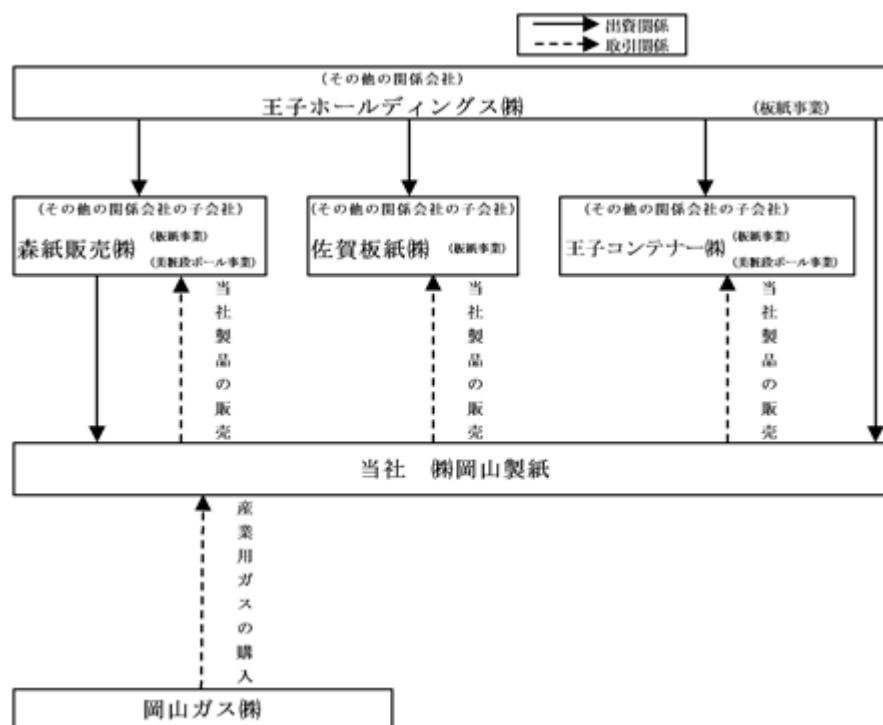 出資関係
取引関係
(その他の関係会社)
王子ホールディングス㈱
(板紙事業)
(その他の関係会社の子会社)
森紙販売㈱
(板紙事業)
(美粧段ボール事業)
(その他の関係会社の子会社)
佐賀板紙㈱
(板紙事業)
(その他の関係会社の子会社)
王子コンテナー㈱
(板紙事業)
(美粧段ボール事業)
当社製品の販売
当社製品の販売
当社製品の販売
当社 ㈱岡山製紙
産業用ガスの購入
岡山ガス㈱